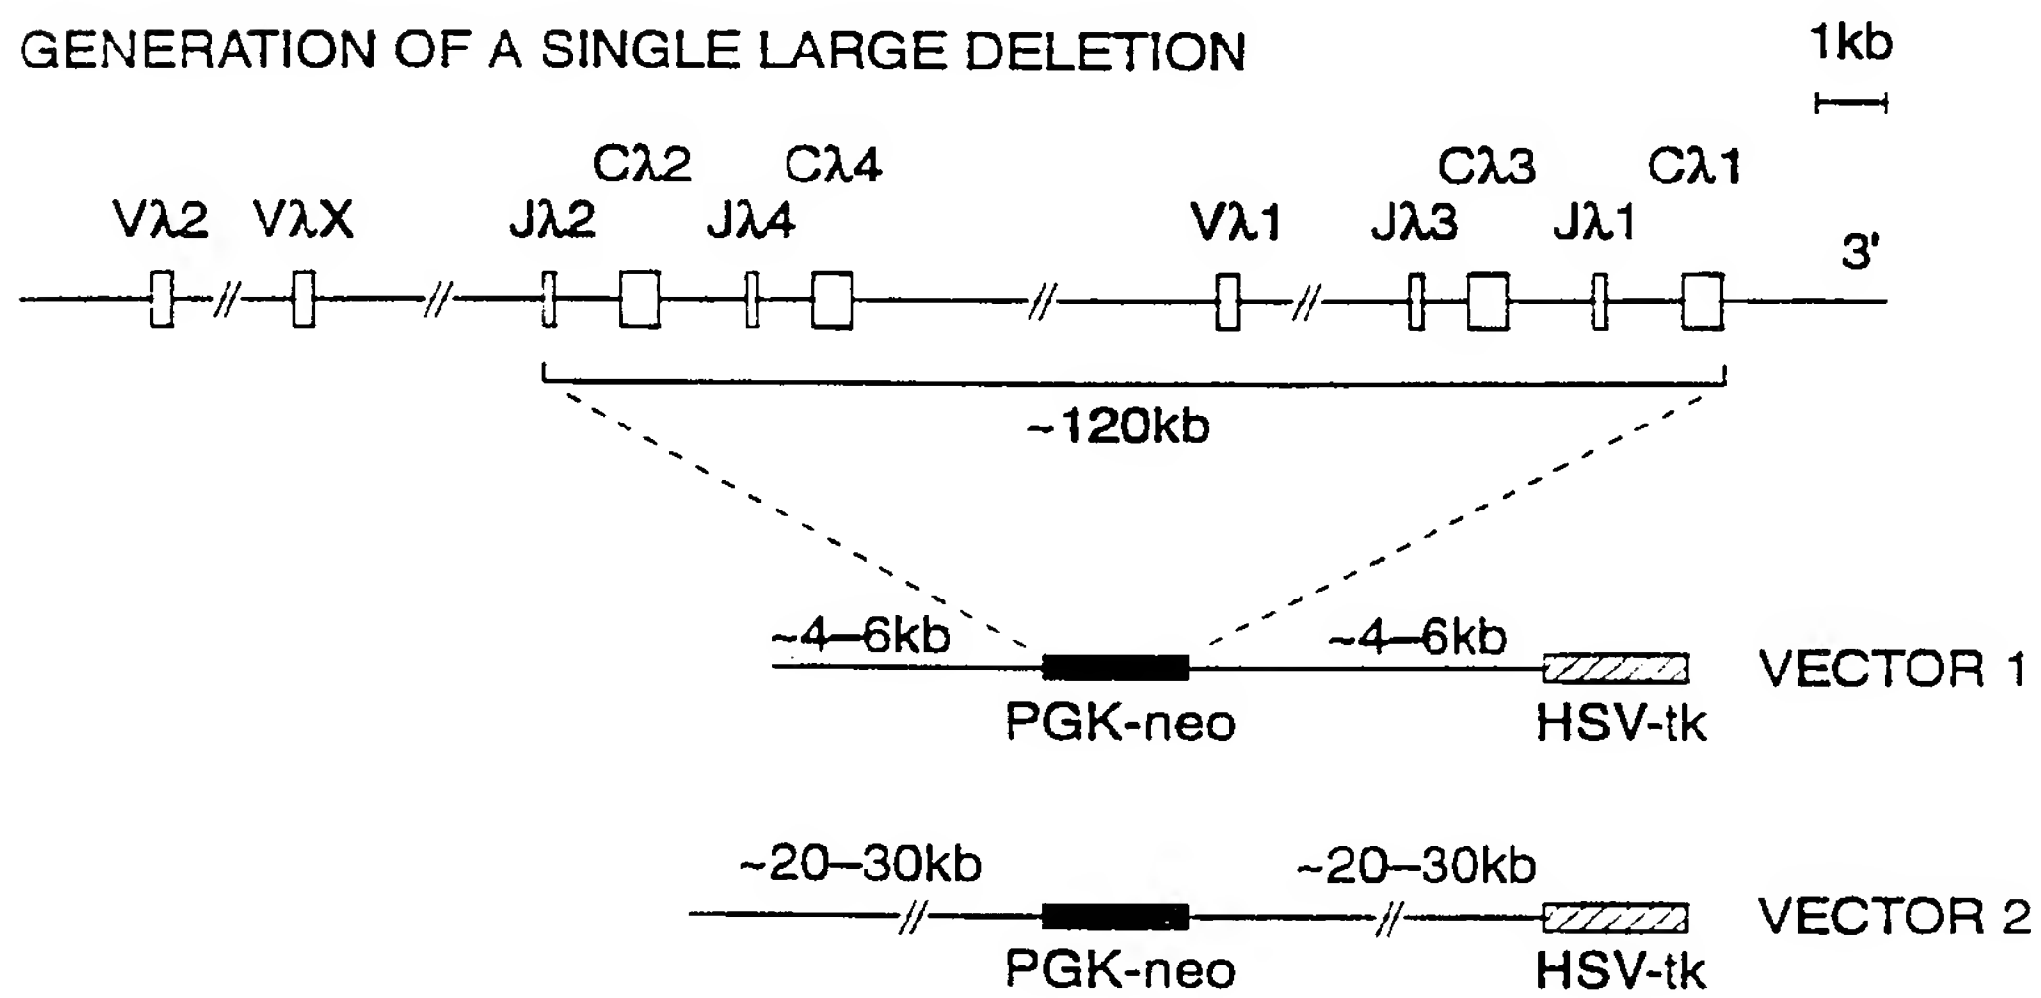 GENERATION OF A SINGLE LARGE DELETION
1kb
Cλ2 Cλ4 Cλ3 Cλ1
Vλ2 VλX Jλ2 Jλ4 Vλ1 Jλ3 Jλ1 3'
~120kb
~4–6kb ~4–6kb
VECTOR 1
PGK-neo HSV-tk
~20–30kb ~20–30kb
VECTOR 2
PGK-neo HSV-tk